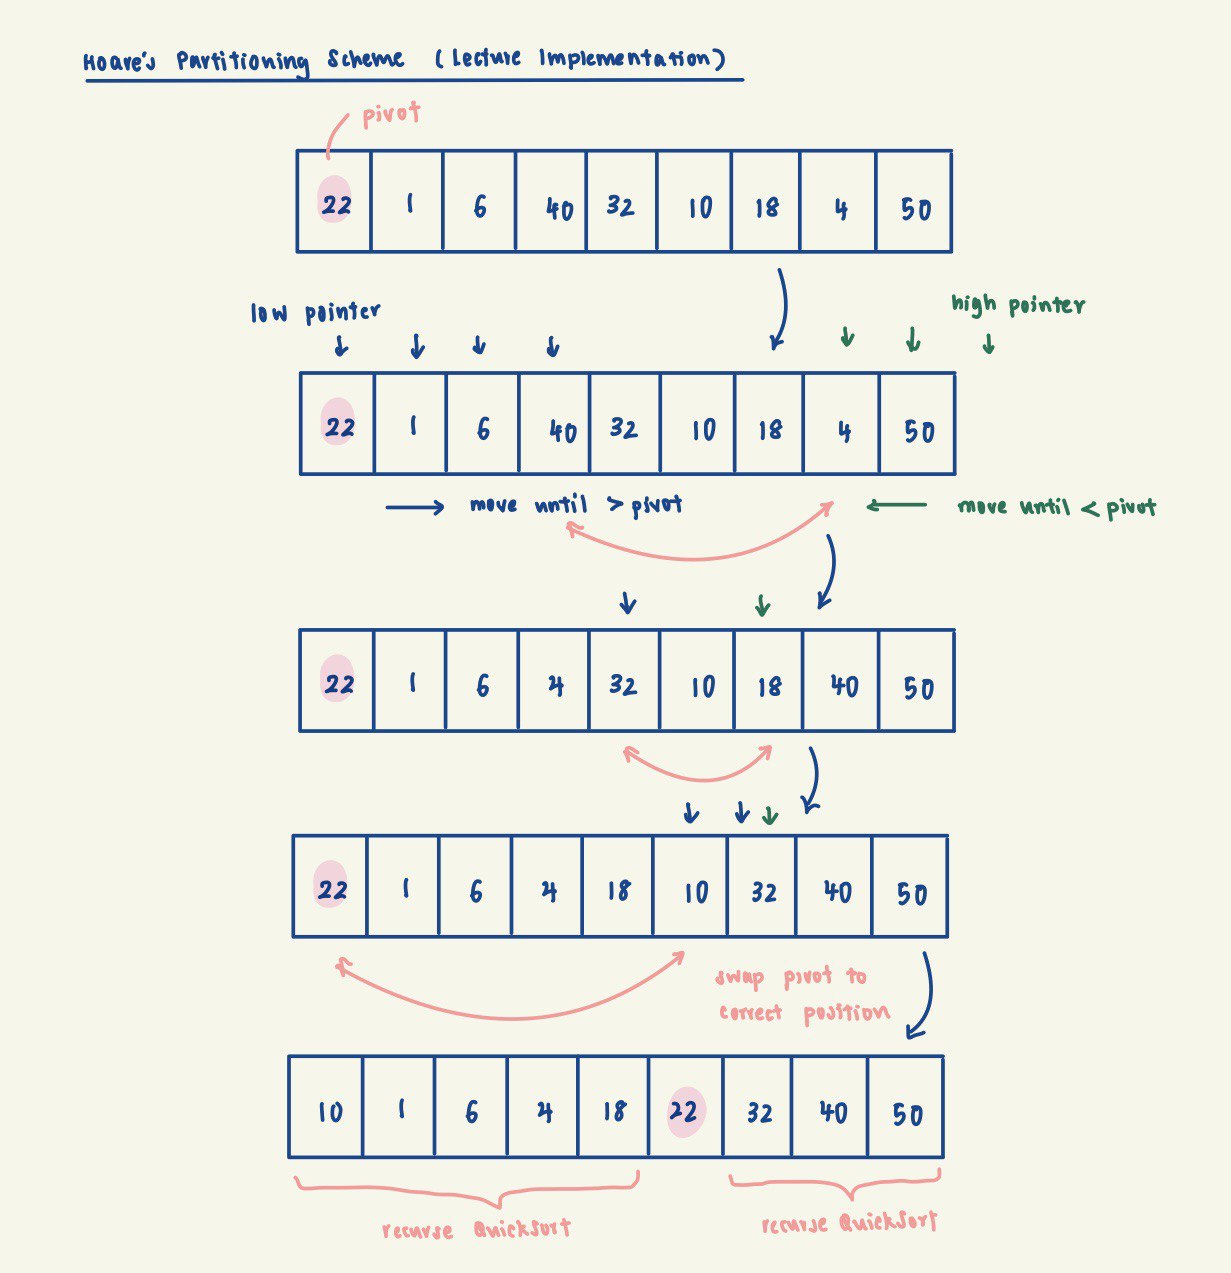 Hoare's Partitioning Scheme (Lecture Implementation)
pivot
22 1 6 40 32 10 18 4 50
low pointer
high pointer
22 1 6 40 32 10 18 4 50
move until > pivot
move until < pivot
22 1 6 4 32 10 18 40 50
22 1 6 4 18 10 32 40 50
swap pivot to
correct position
10 1 6 4 18 22 32 40 50
recurse QuickSort
recurse QuickSort